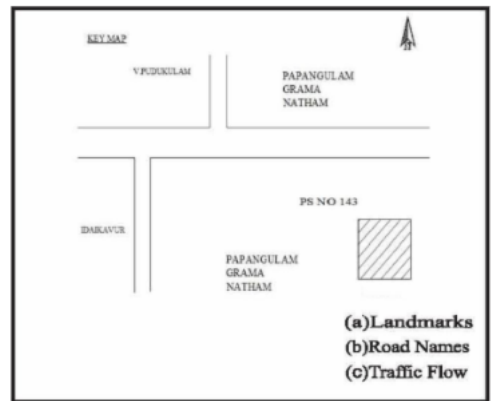 KEY MAP
V.PUDUKULAM
PAPANGULAM
GRAMA
NATHAM
PS NO 143
IDAIKAVUR
PAPANGULAM
GRAMA
NATHAM
(a)Landmarks
(b)Road Names
(c)Traffic Flow